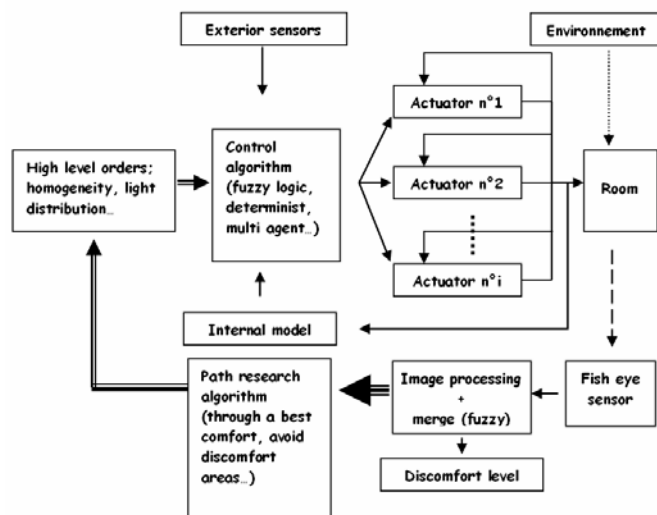 Exterior sensors
Environnement
Actuator n°1
High level orders;
homogeneity, light
distribution…
Control
algorithm
(fuzzy logic,
determinist,
multi agent…)
Actuator n°2
Room
Actuator n°i
Internal model
Path research
algorithm
(through a best
comfort, avoid
discomfort
areas…)
Image processing
+
merge (fuzzy)
Fish eye
sensor
Discomfort level